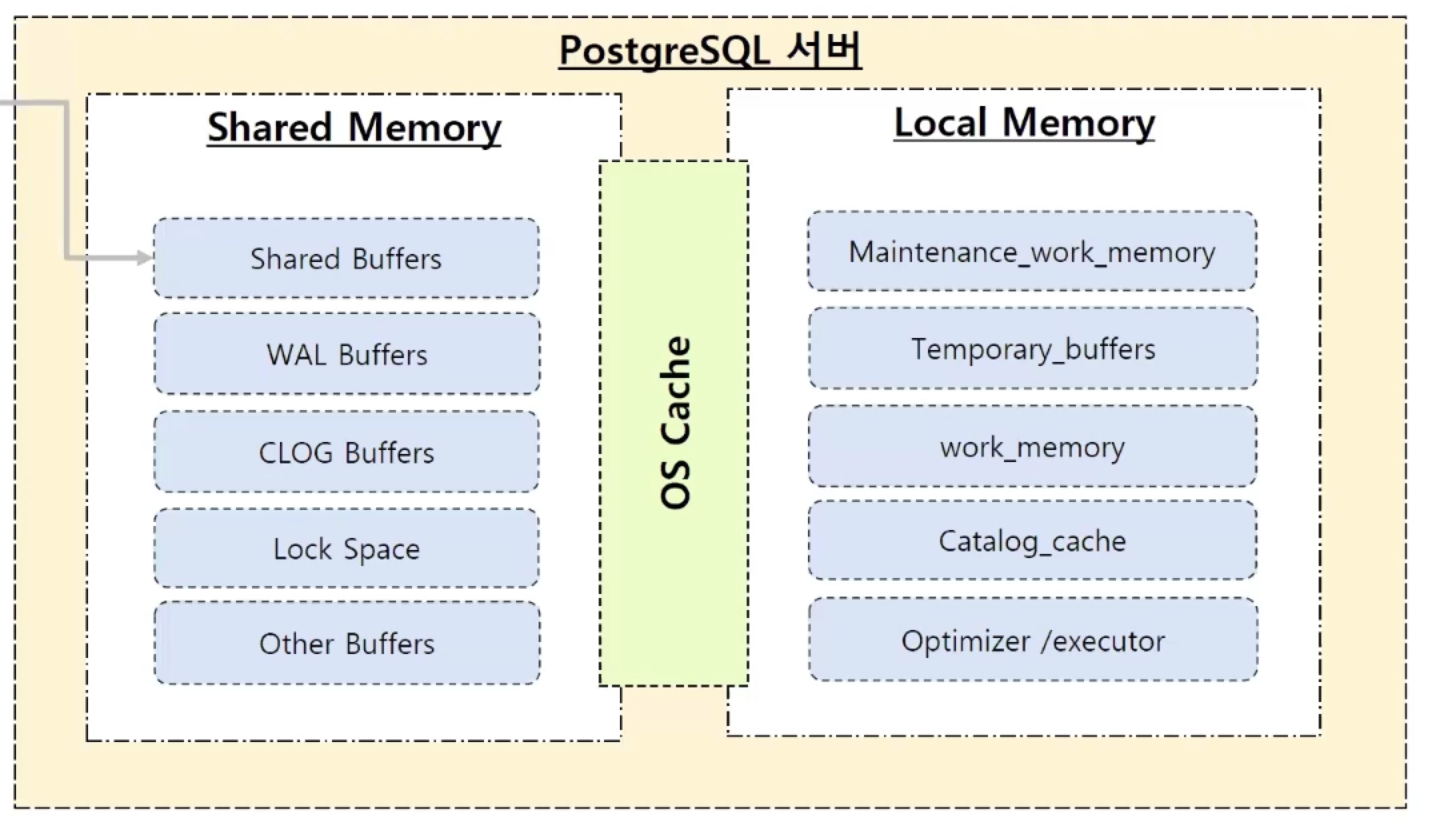 PostgreSQL 서버
Shared Memory
Shared Buffers
WAL Buffers
CLOG Buffers
Lock Space
Other Buffers
OS Cache
Local Memory
Maintenance_work_memory
Temporary_buffers
work_memory
Catalog_cache
Optimizer /executor